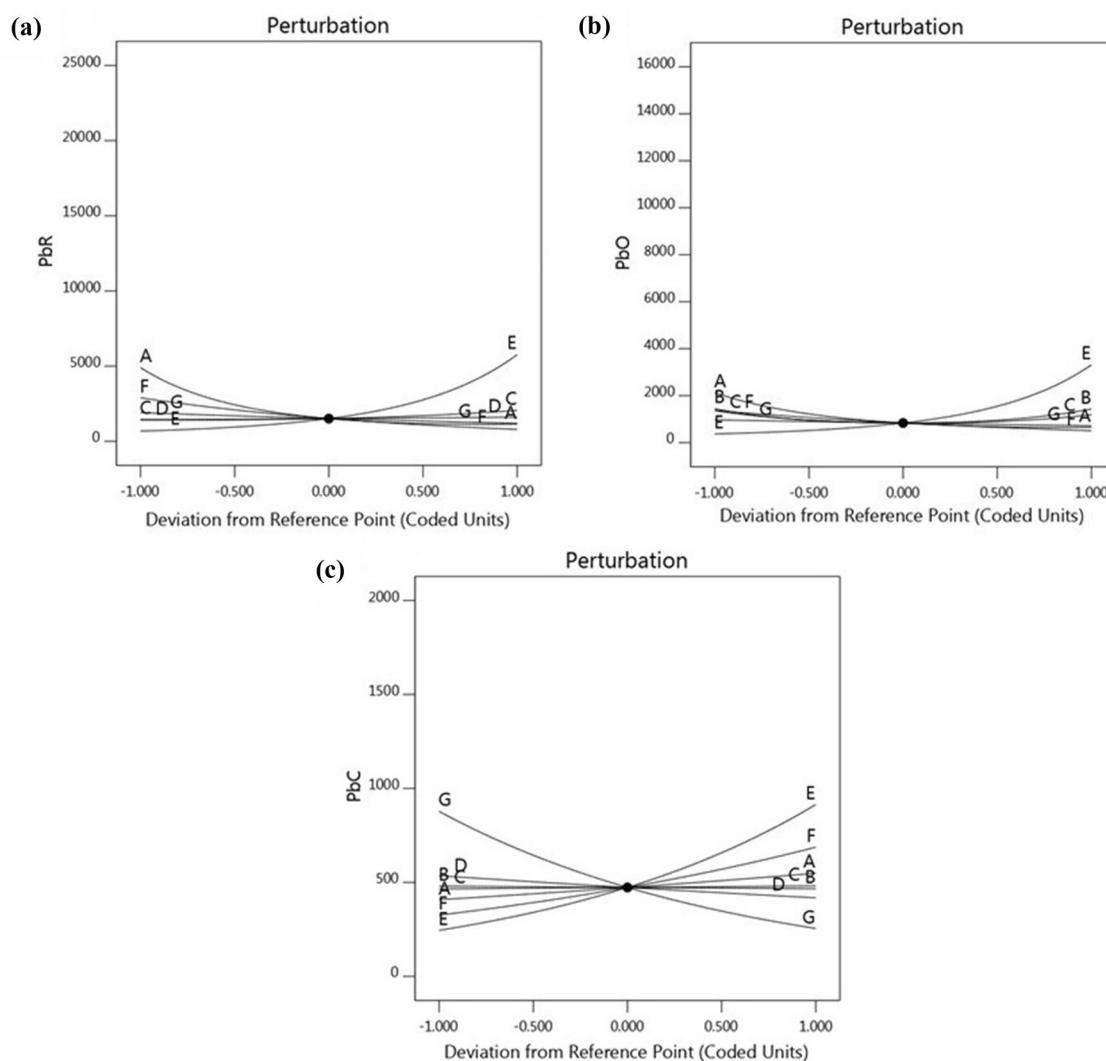 (a)
Perturbation
25000
20000
15000
10000
5000
0
PbR
A
F
C D G
E
E
C
D
G
F
A
-1.000 -0.500 0.000 0.500 1.000
Deviation from Reference Point (Coded Units)
(b)
Perturbation
16000
14000
12000
10000
8000
6000
4000
2000
0
PbO
A
B C F
G
E
E
B
C
G
A
-1.000 -0.500 0.000 0.500 1.000
Deviation from Reference Point (Coded Units)
(c)
Perturbation
2000
1500
1000
500
0
PbC
G
D
B C
A
F
E
E
F
A
C B
D
G
-1.000 -0.500 0.000 0.500 1.000
Deviation from Reference Point (Coded Units)